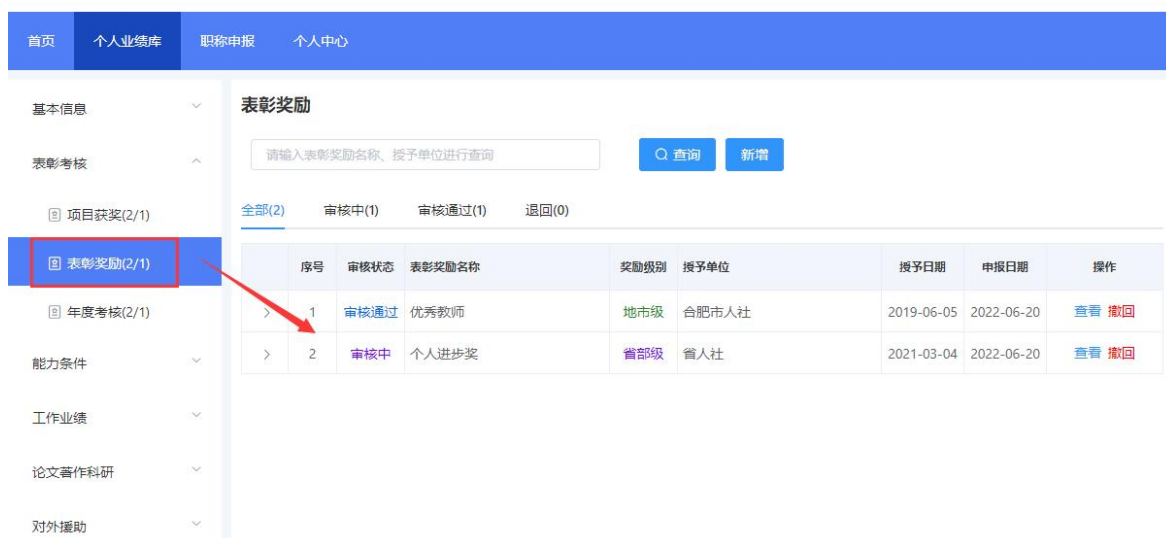 首页 个人业绩库 职称申报 个人中心
基本信息
表彰考核
项目获奖(2/1)
表彰奖励(2/1)
年度考核(2/1)
能力条件
工作业绩
论文著作科研
对外援助
表彰奖励
请输入表彰奖励名称、授予单位进行查询 查询 新增
全部(2) 审核中(1) 审核通过(1) 退回(0)
序号 审核状态 表彰奖励名称 奖励级别 授予单位 授予日期 申报日期 操作
1 审核通过 优秀教师 地市级 合肥市人社 2019-06-05 2022-06-20 查看 撤回
2 审核中 个人进步奖 省部级 省人社 2021-03-04 2022-06-20 查看 撤回